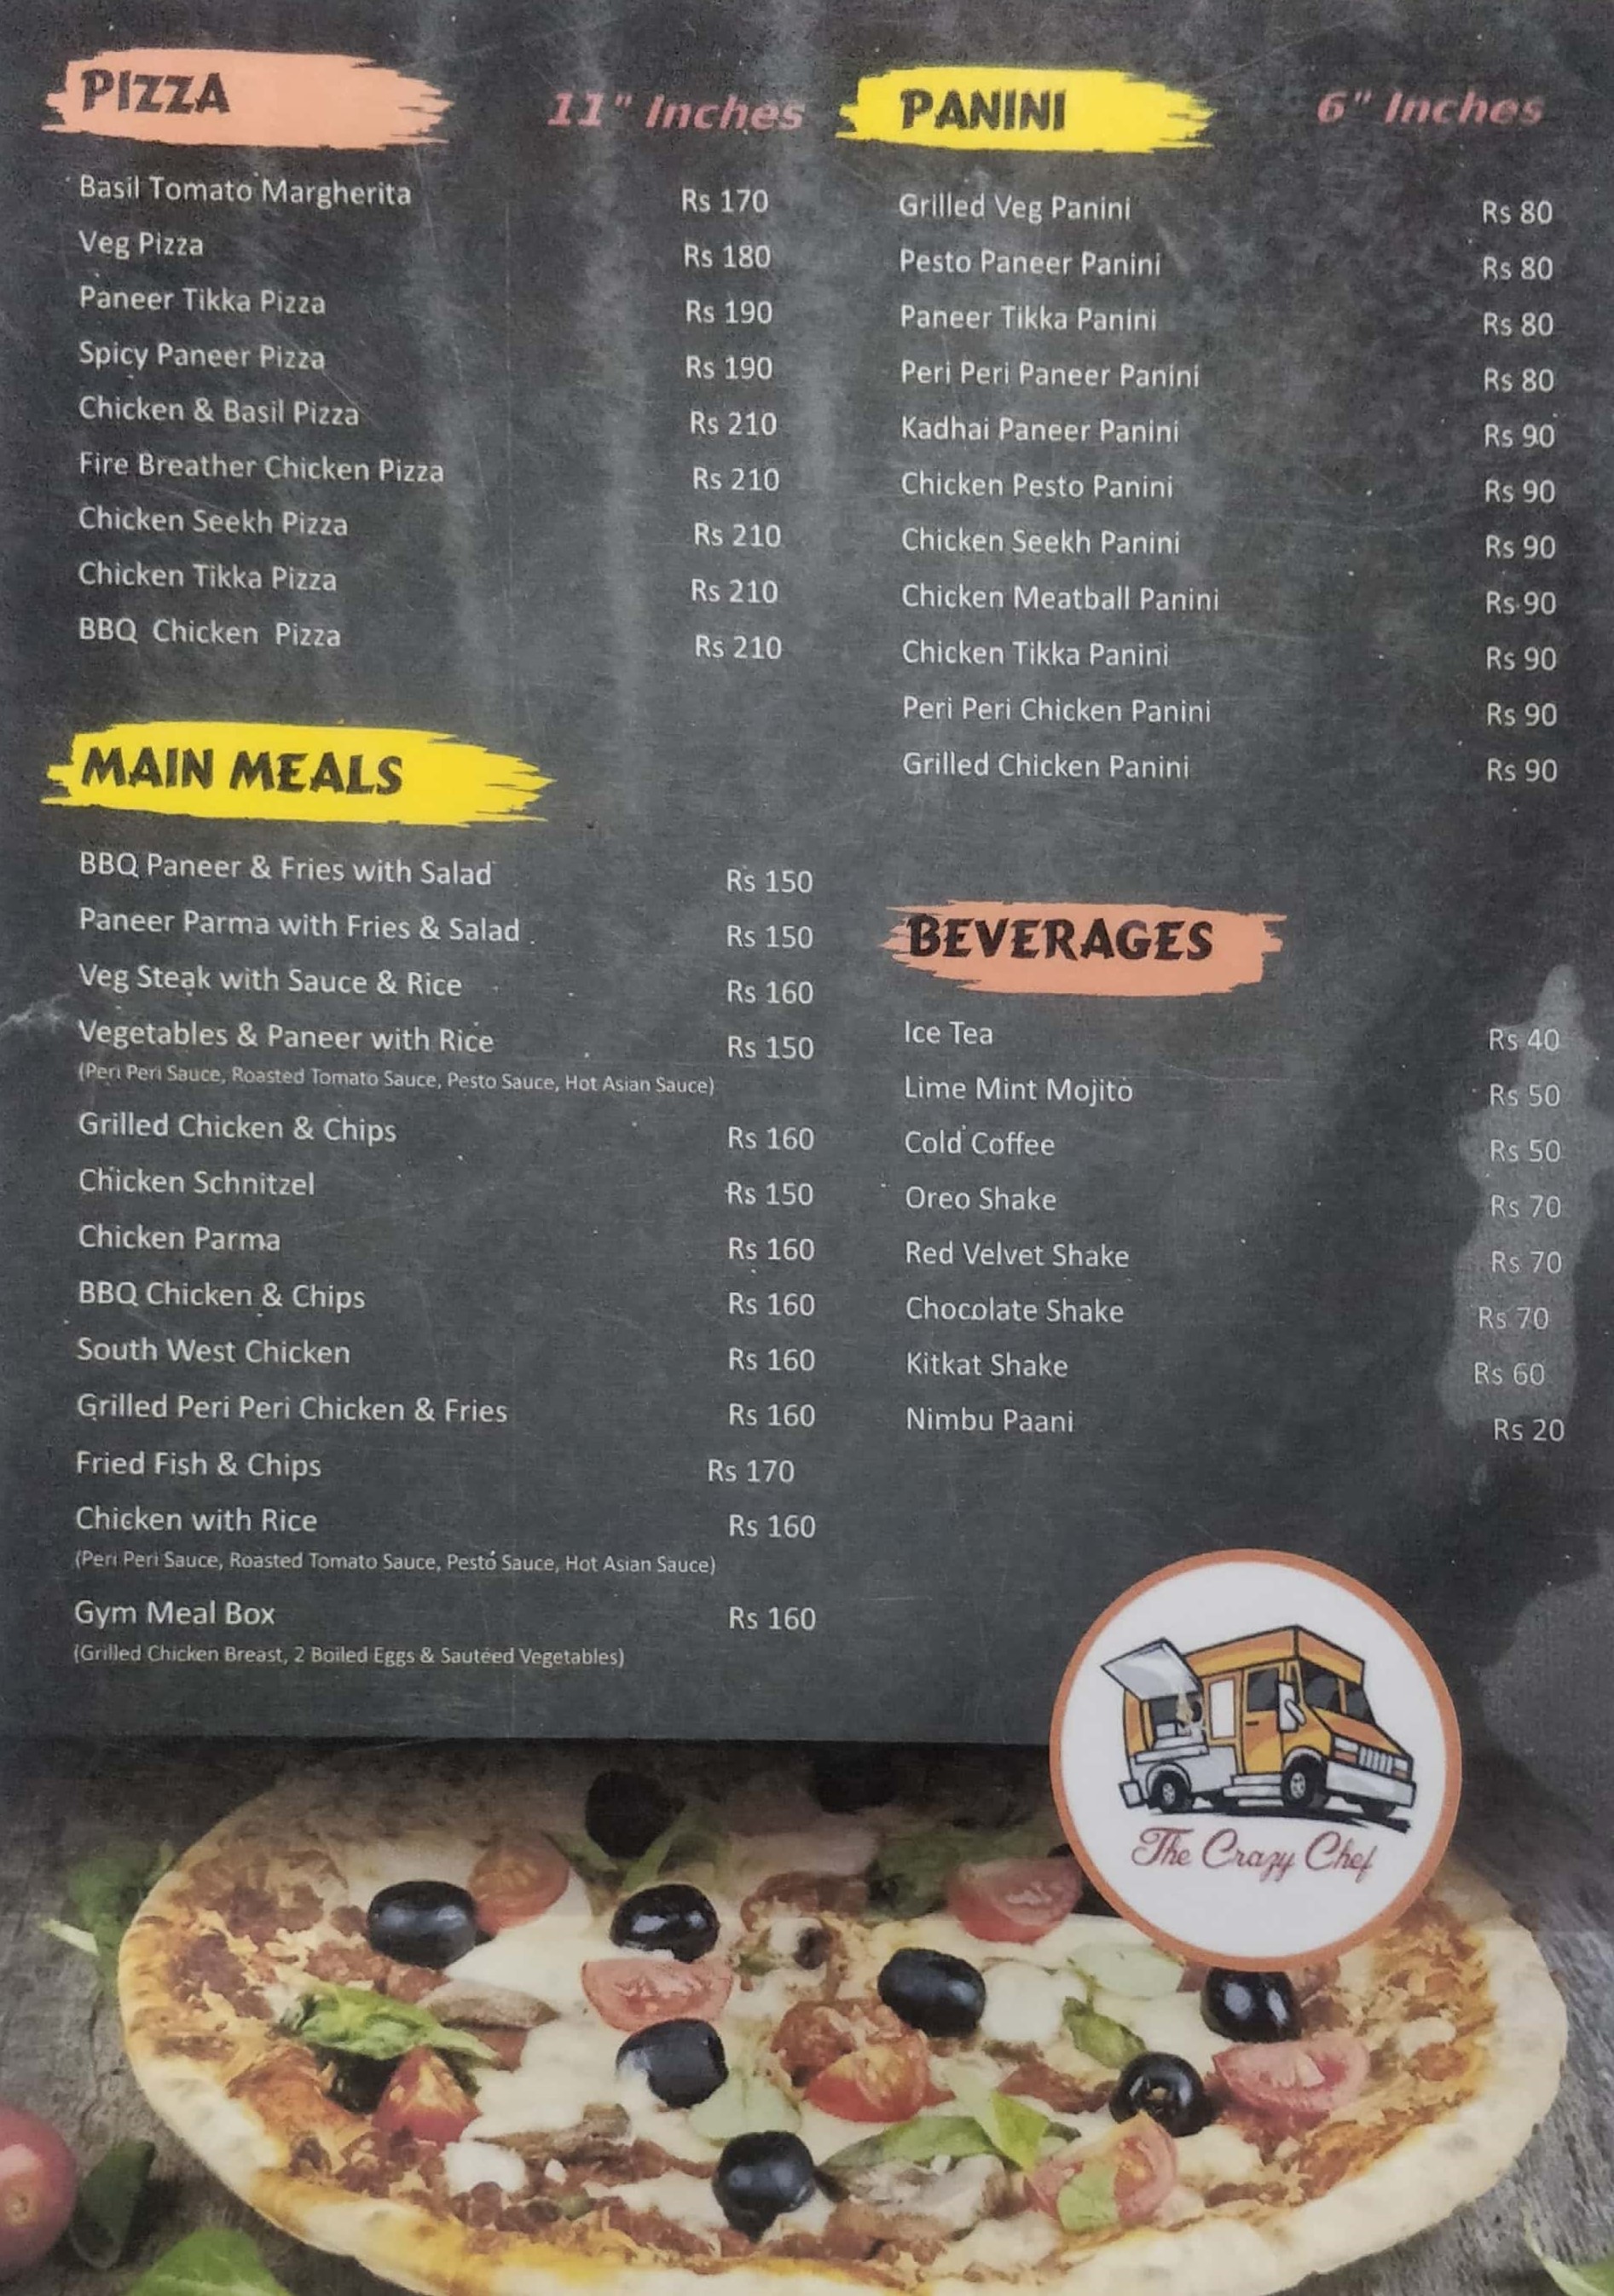 PIZZA 11" Inches
Basil Tomato Margherita Rs 170
Veg Pizza Rs 180
Paneer Tikka Pizza Rs 190
Spicy Paneer Pizza Rs 190
Chicken & Basil Pizza Rs 210
Fire Breather Chicken Pizza Rs 210
Chicken Seekh Pizza Rs 210
Chicken Tikka Pizza Rs 210
BBQ Chicken Pizza Rs 210
MAIN MEALS
BBQ Paneer & Fries with Salad Rs 150
Paneer Parma with Fries & Salad Rs 150
Veg Steak with Sauce & Rice Rs 160
Vegetables & Paneer with Rice Rs 150
(Peri Peri Sauce, Roasted Tomato Sauce, Pesto Sauce, Hot Asian Sauce)
Grilled Chicken & Chips Rs 160
Chicken Schnitzel Rs 150
Chicken Parma Rs 160
BBQ Chicken & Chips Rs 160
South West Chicken Rs 160
Grilled Peri Peri Chicken & Fries Rs 160
Fried Fish & Chips Rs 170
Chicken with Rice Rs 160
(Peri Peri Sauce, Roasted Tomato Sauce, Pesto Sauce, Hot Asian Sauce)
Gym Meal Box Rs 160
(Grilled Chicken Breast, 2 Boiled Eggs & Sautéed Vegetables)
PANINI 6" Inches
Grilled Veg Panini Rs 80
Pesto Paneer Panini Rs 80
Paneer Tikka Panini Rs 80
Peri Peri Paneer Panini Rs 80
Kadhai Paneer Panini Rs 90
Chicken Pesto Panini Rs 90
Chicken Seekh Panini Rs 90
Chicken Meatball Panini Rs 90
Chicken Tikka Panini Rs 90
Peri Peri Chicken Panini Rs 90
Grilled Chicken Panini Rs 90
BEVERAGES
Ice Tea Rs 40
Lime Mint Mojito Rs 50
Cold Coffee Rs 50
Oreo Shake Rs 70
Red Velvet Shake Rs 70
Chocolate Shake Rs 70
Kitkat Shake Rs 60
Nimbu Paani Rs 20
The Crazy Chef